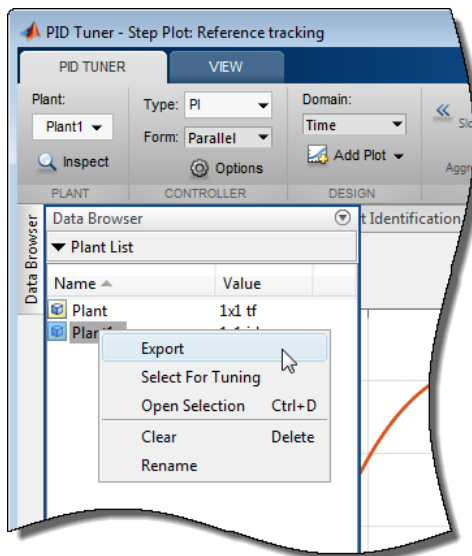 PID Tuner - Step Plot: Reference tracking
PID TUNER VIEW
Plant:
Plant1
Inspect
PLANT
Type: PI
Form: Parallel
Options
CONTROLLER
Domain:
Time
Add Plot
DESIGN
Data Browser
Data Browser
Plant List
Name Value
Plant 1x1 tf
Export
Select For Tuning
Open Selection Ctrl+D
Clear Delete
Rename